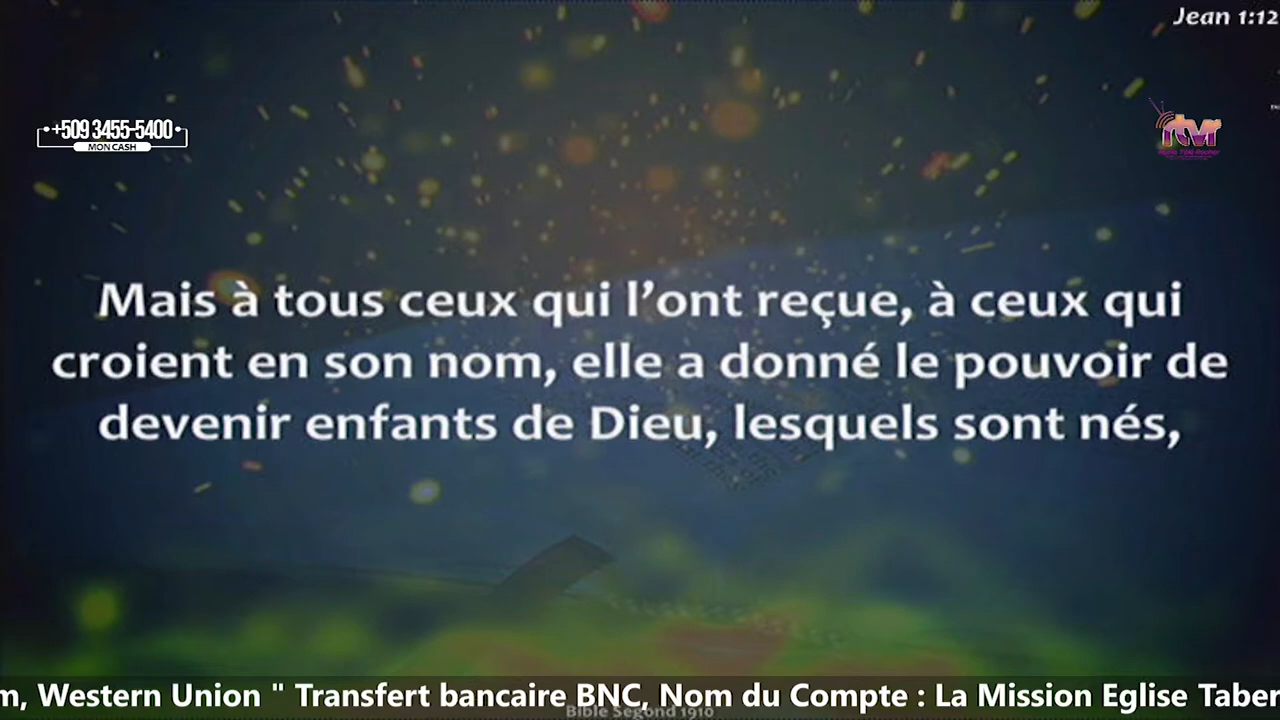 Jean 1:12
+509 3455-5400
MON CASH
rtvr
Mais à tous ceux qui l’ont reçue, à ceux qui
croient en son nom, elle a donné le pouvoir de
devenir enfants de Dieu, lesquels sont nés,
m, Western Union " Transfert bancaire BNC, Nom du Compte : La Mission Eglise Taber
Bible Segond 1910